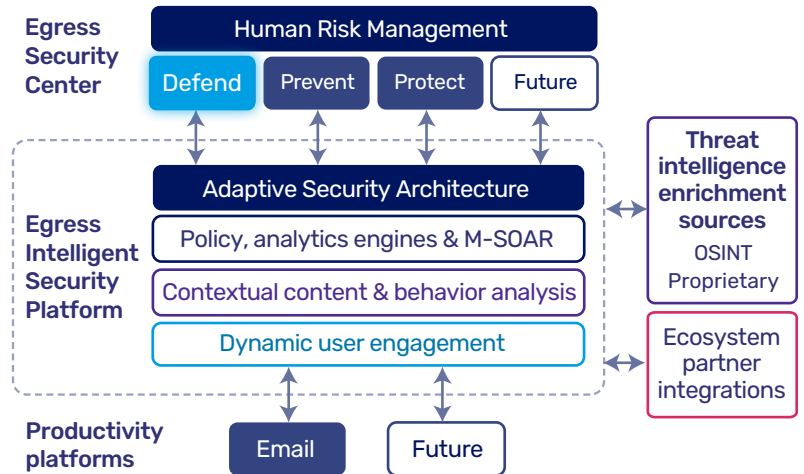 Egress
Security
Center
Human Risk Management
Defend
Prevent
Protect
Future
Adaptive Security Architecture
Egress
Intelligent
Security
Platform
Policy, analytics engines & M-SOAR
Contextual content & behavior analysis
Dynamic user engagement
Threat
intelligence
enrichment
sources
OSINT
Proprietary
Ecosystem
partner
integrations
Productivity
platforms
Email
Future